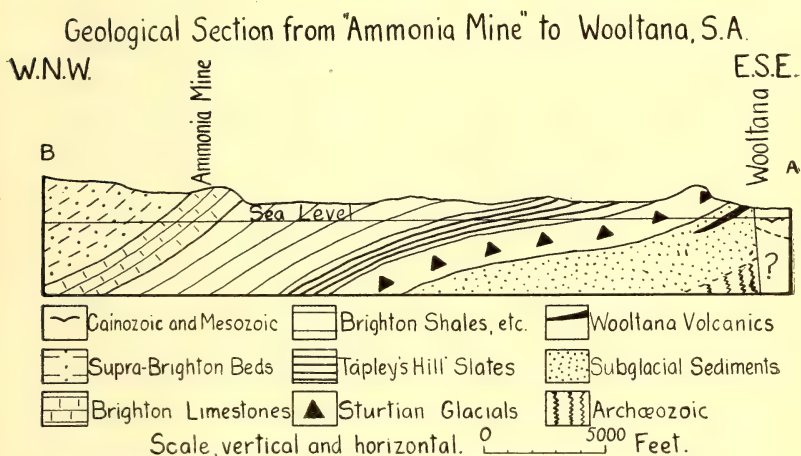 Geological Section from "Ammonia Mine" to Wooltana, S.A.
W.N.W. E.S.E.
Ammonia Mine
Wooltana
B A
Sea Level
?
Cainozoic and Mesozoic Brighton Shales, etc. Wooltana Volcanics
Supra-Brighton Beds Tapley's Hill Slates Subglacial Sediments
Brighton Limestones Sturtian Glacials Archæozoic
Scale, vertical and horizontal. 0 5000 Feet.